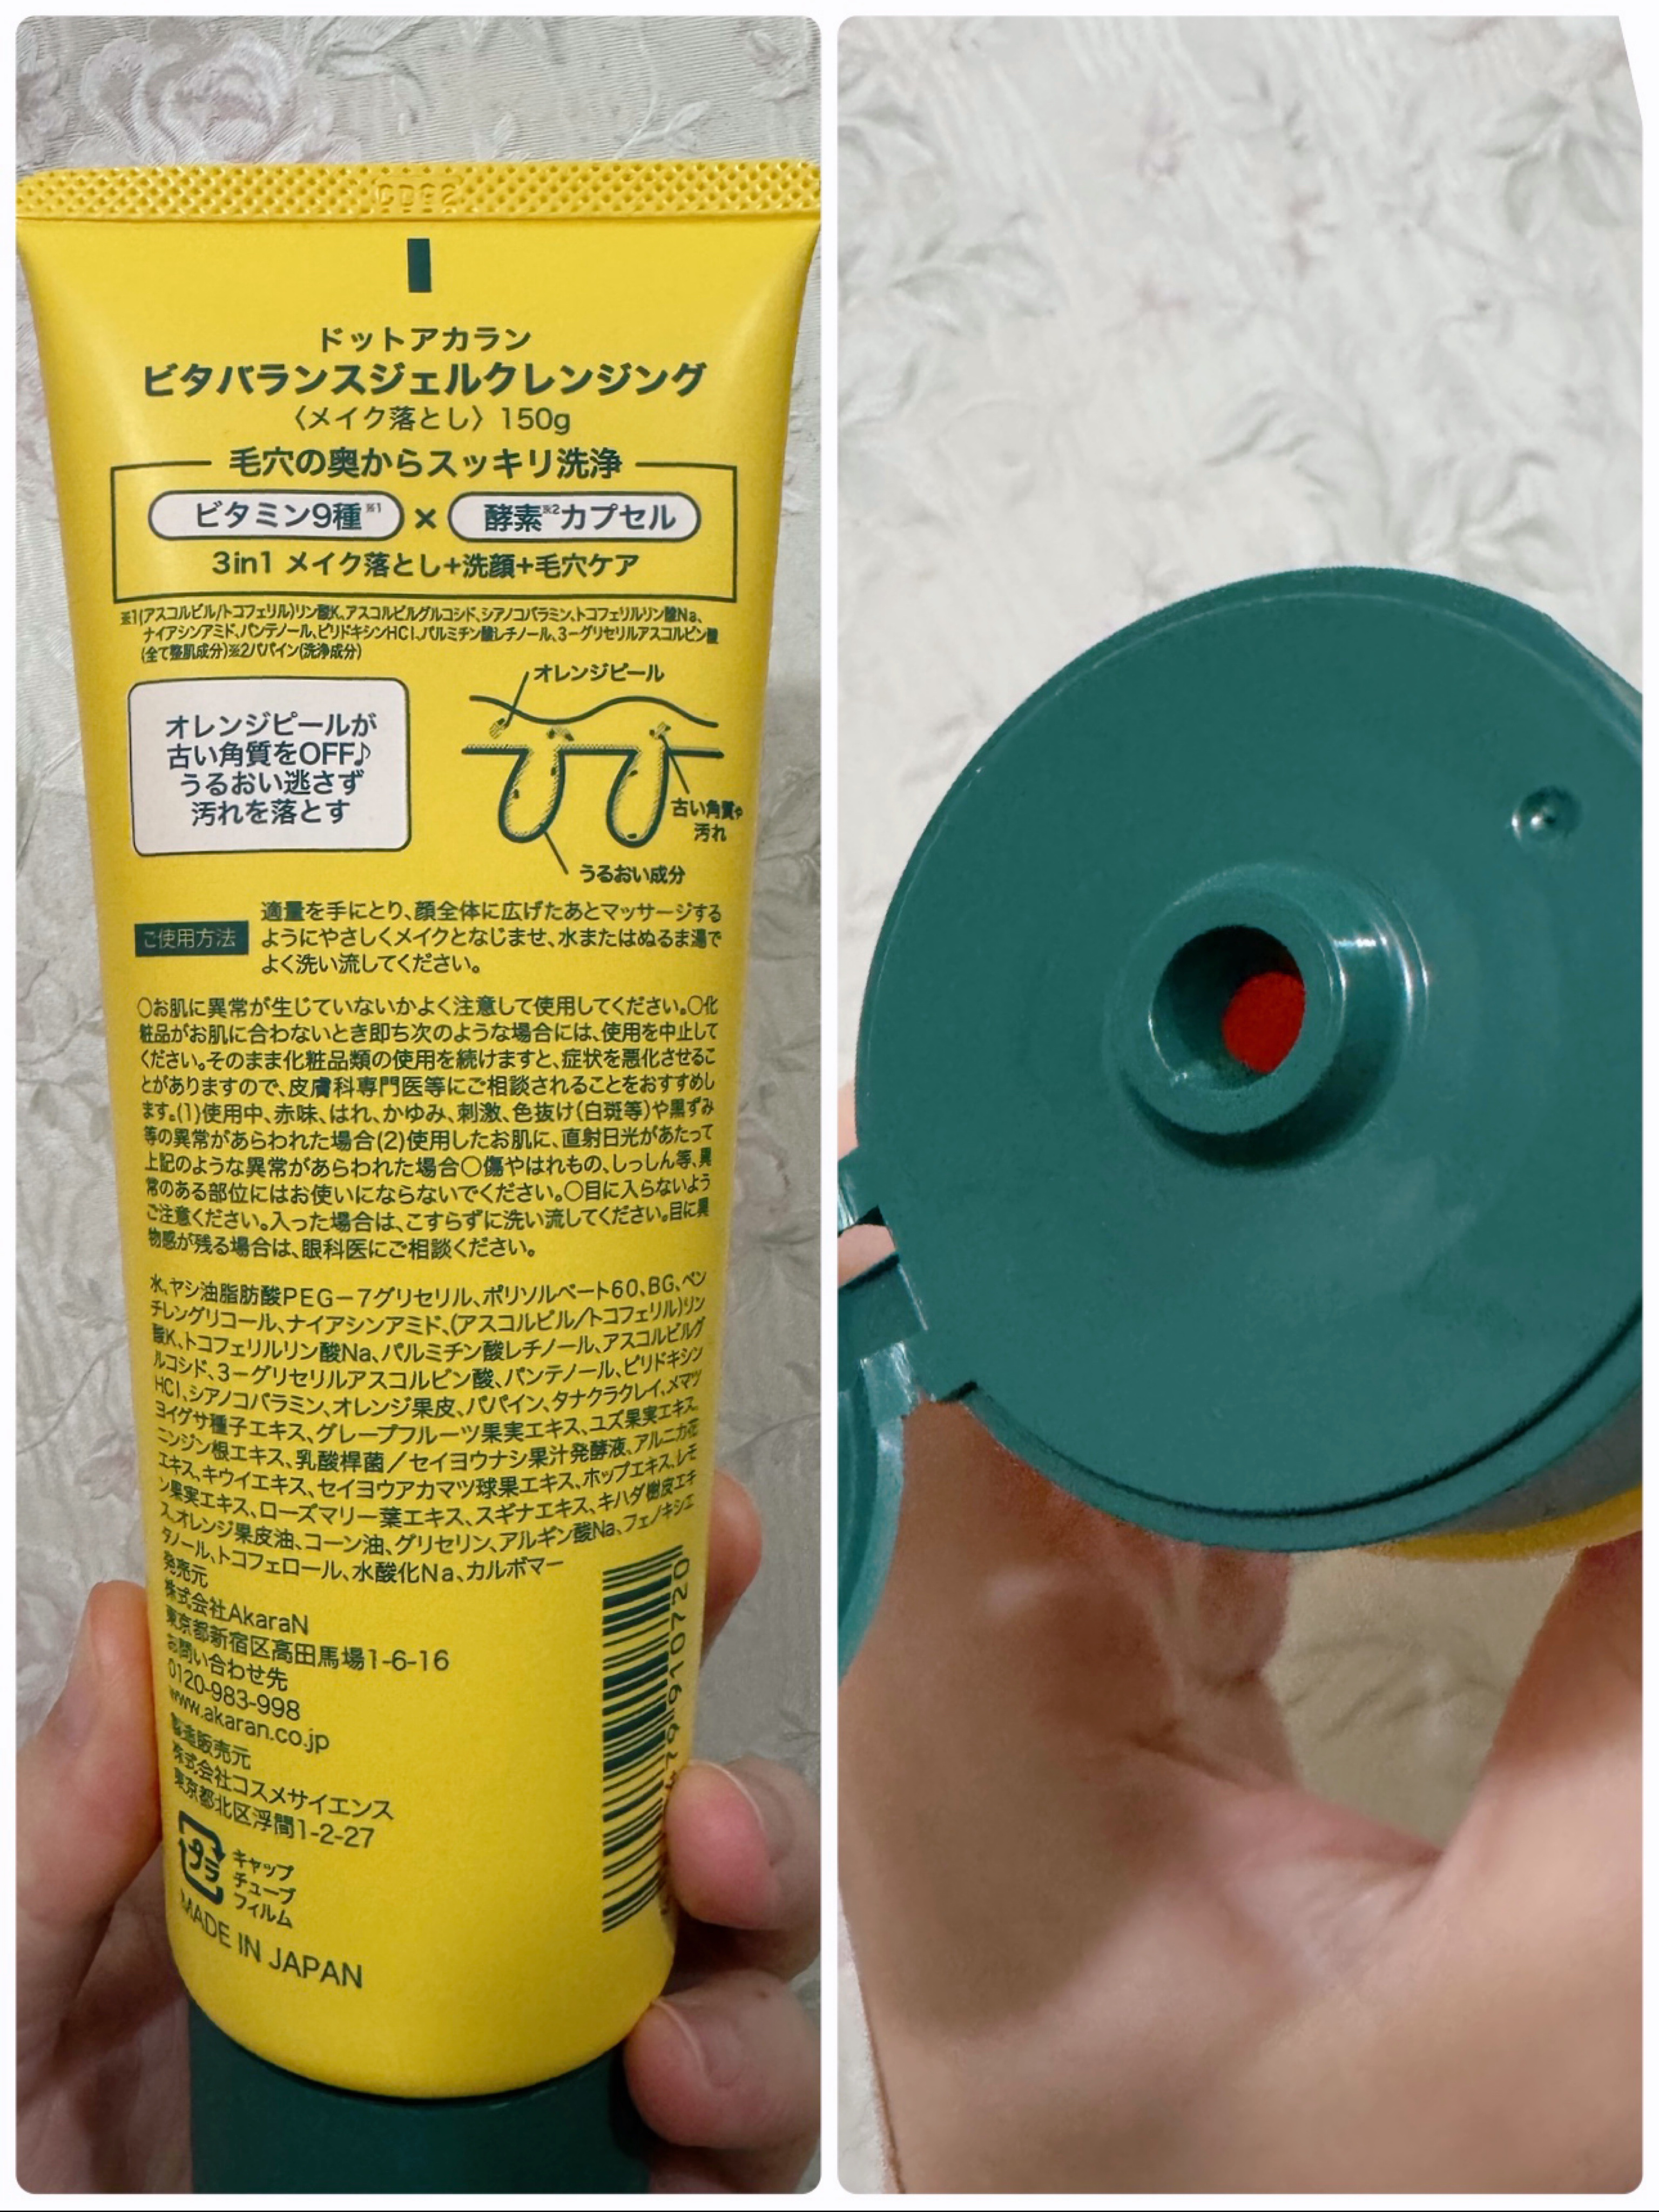 ドットアカラン
ビタバランスジェルクレンジング
〈メイク落とし〉150g
毛穴の奥からスッキリ洗浄
ビタミン9種※1 × 酵素※2カプセル
3in1 メイク落とし+洗顔+毛穴ケア
※1(アスコルビル/トコフェリル)リン酸K、アスコルビルグルコシド、シアノコバラミン、トコフェリルリン酸Na、
ナイアシンアミド、パンテノール、ピリドキシンHCl、パルミチン酸レチノール、3-グリセリルアスコルビン酸
(全て整肌成分)※2パパイン(洗浄成分)
オレンジピールが
古い角質をOFF♪
うるおい逃さず
汚れを落とす
オレンジピール
古い角質や
汚れ
うるおい成分
ご使用方法
適量を手にとり、顔全体に広げたあとマッサージする
ようにやさしくメイクとなじませ、水またはぬるま湯で
よく洗い流してください。
○お肌に異常が生じていないかよく注意して使用してください。○化
粧品がお肌に合わないとき即ち次のような場合には、使用を中止して
ください。そのまま化粧品類の使用を続けますと、症状を悪化させるこ
とがありますので、皮膚科専門医等にご相談されることをおすすめし
ます。(1)使用中、赤味、はれ、かゆみ、刺激、色抜け(白斑等)や黒ずみ
等の異常があらわれた場合(2)使用したお肌に、直射日光があたって
上記のような異常があらわれた場合○傷やはれもの、しっしん等、異
常のある部位にはお使いにならないでください。○目に入らないよう
ご注意ください。入った場合は、こすらずに洗い流してください。目に異
物感が残る場合は、眼科医にご相談ください。
水、ヤシ油脂肪酸PEG-7グリセリル、ポリソルベート60、BG、ペン
チレングリコール、ナイアシンアミド、(アスコルビル/トコフェリル)リン
酸K、トコフェリルリン酸Na、パルミチン酸レチノール、アスコルビルグ
ルコシド、3-グリセリルアスコルビン酸、パンテノール、ピリドキシン
HCl、シアノコバラミン、オレンジ果皮、パパイン、タナクラクレイ、メマツ
ヨイグサ種子エキス、グレープフルーツ果実エキス、ユズ果実エキス、
ニンジン根エキス、乳酸桿菌/セイヨウナシ果汁発酵液、アルニカ花
エキス、キウイエキス、セイヨウアカマツ球果エキス、ホップエキス、レモ
ン果実エキス、ローズマリー葉エキス、スギナエキス、キハダ樹皮エキ
ス、オレンジ果皮油、コーン油、グリセリン、アルギン酸Na、フェノキシエ
タノール、トコフェロール、水酸化Na、カルボマー
発売元
株式会社AkaraN
東京都新宿区高田馬場1-6-16
お問い合わせ先
0120-983-998
www.akaran.co.jp
製造販売元
株式会社コスメサイエンス
東京都北区浮間1-2-27
プラ
キャップ
チューブ
フィルム
MADE IN JAPAN